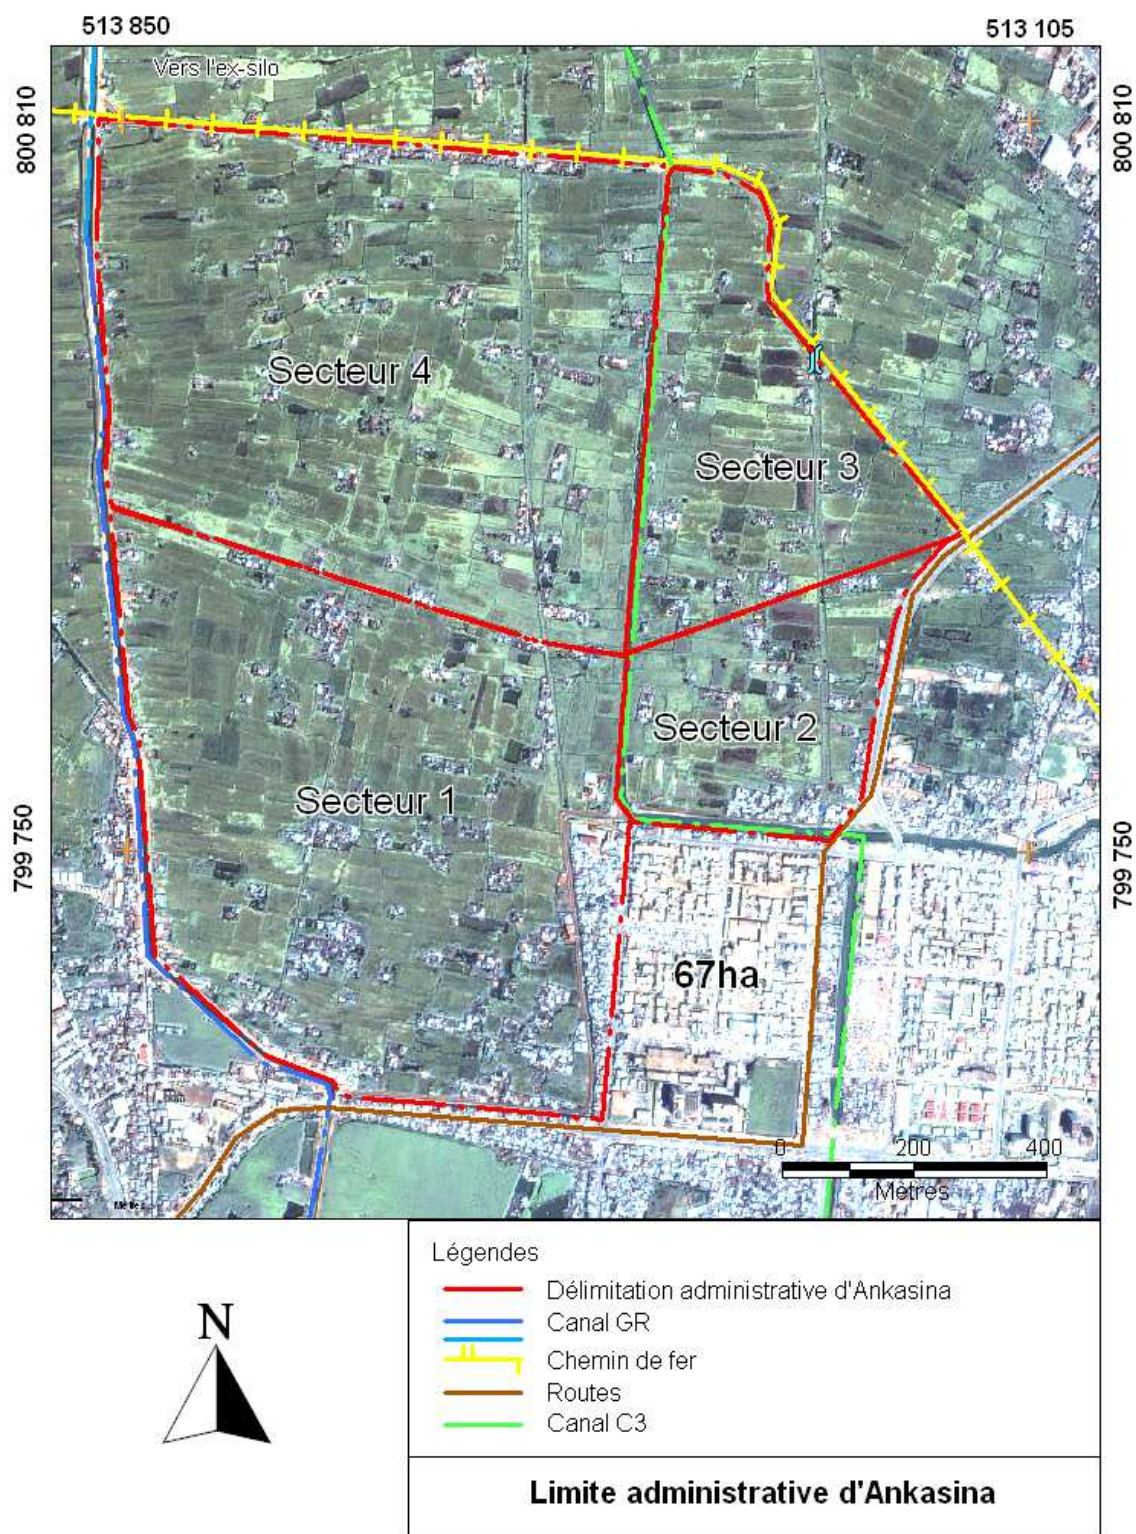 513 850
513 105
Vers l'ex-silo
800 810
800 810
Secteur 4
Secteur 3
Secteur 2
Secteur 1
799 750
799 750
67ha
0 200 400
Mètres
Légendes
Délimitation administrative d'Ankasina
Canal GR
Chemin de fer
Routes
Canal C3
N
Limite administrative d'Ankasina